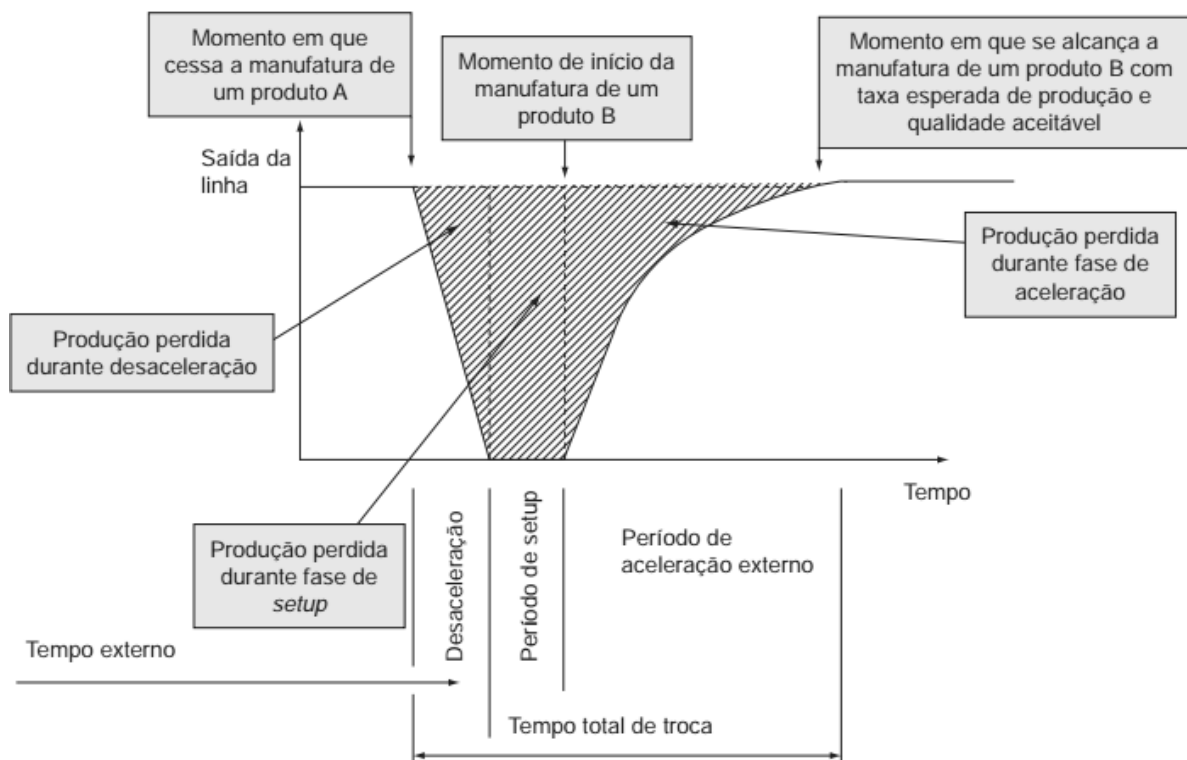 Momento em que
cessa a manufatura de
um produto A
Momento de início da
manufatura de um
produto B
Momento em que se alcança a
manufatura de um produto B com
taxa esperada de produção e
qualidade aceitável
Saída da
linha
Produção perdida
durante fase de
aceleração
Produção perdida
durante desaceleração
Tempo
Produção perdida
durante fase de
setup
Desaceleração
Período de setup
Período de
aceleração externo
Tempo externo
Tempo total de troca